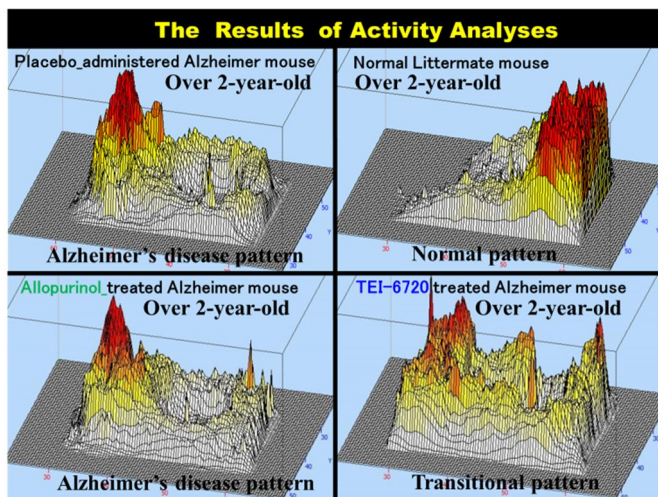 The Results of Activity Analyses
Placebo_administered Alzheimer mouse
Over 2-year-old
Alzheimer's disease pattern
Normal Littermate mouse
Over 2-year-old
Normal pattern
Allopurinol_treated Alzheimer mouse
Over 2-year-old
Alzheimer's disease pattern
TEI-6720 treated Alzheimer mouse
Over 2-year-old
Transitional pattern